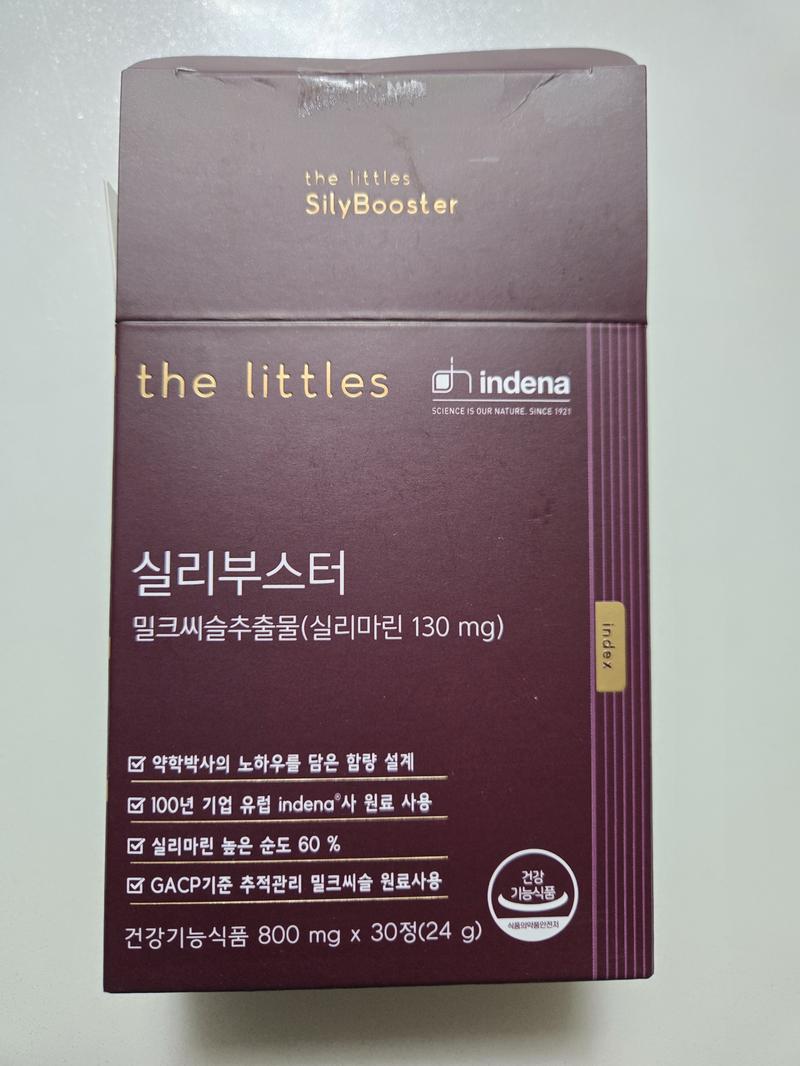 the littles
SilyBooster
the littles
indena
SCIENCE IS OUR NATURE. SINCE 1921
실리부스터
밀크씨슬추출물(실리마린 130 mg)
index
약학박사의 노하우를 담은 함량 설계
100년 기업 유럽 indena®사 원료 사용
실리마린 높은 순도 60 %
GACP기준 추적관리 밀크씨슬 원료사용
건강
기능식품
식품의약품안전처
건강기능식품 800 mg x 30정(24 g)